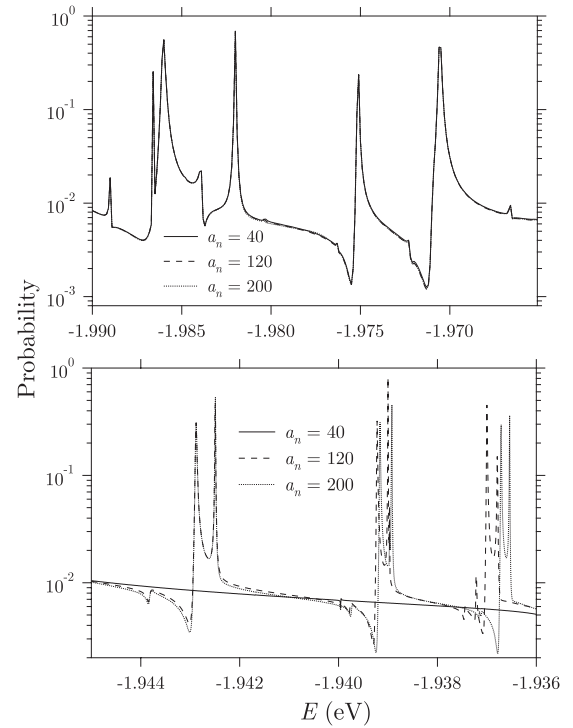 10^0
10^-1
10^-2
10^-3
a_n = 40
a_n = 120
a_n = 200
-1.990 -1.985 -1.980 -1.975 -1.970
Probability
10^0
10^-1
10^-2
a_n = 40
a_n = 120
a_n = 200
-1.944 -1.942 -1.940 -1.938 -1.936
E (eV)